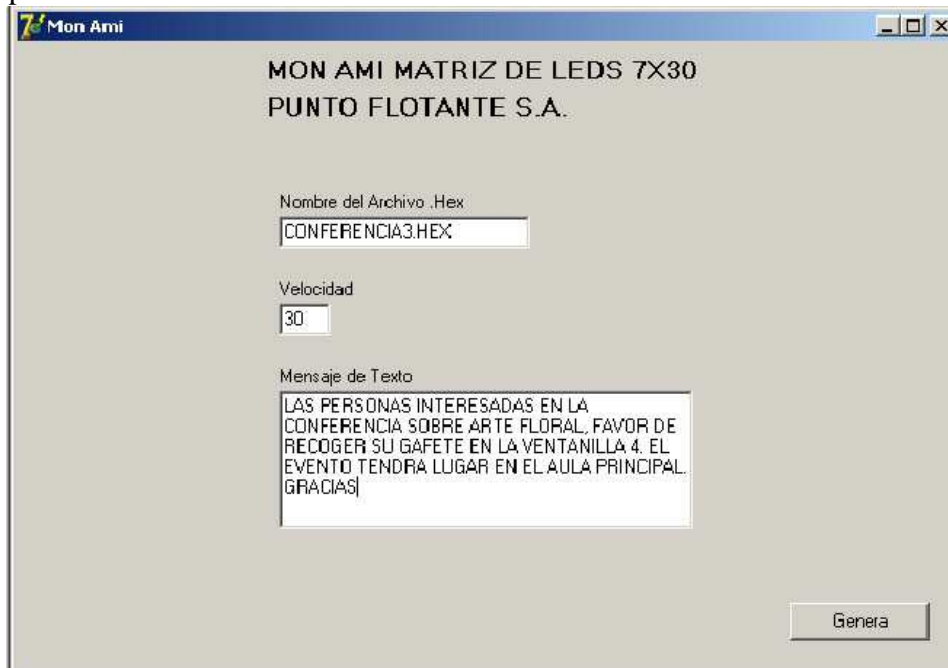 Mon Ami
MON AMI MATRIZ DE LEDS 7X30
PUNTO FLOTANTE S.A.
Nombre del Archivo .Hex
CONFERENCIA3.HEX
Velocidad
30
Mensaje de Texto
LAS PERSONAS INTERESADAS EN LA
CONFERENCIA SOBRE ARTE FLORAL, FAVOR DE
RECOGER SU GAFETE EN LA VENTANILLA 4. EL
EVENTO TENDRA LUGAR EN EL AULA PRINCIPAL.
GRACIAS
Genera